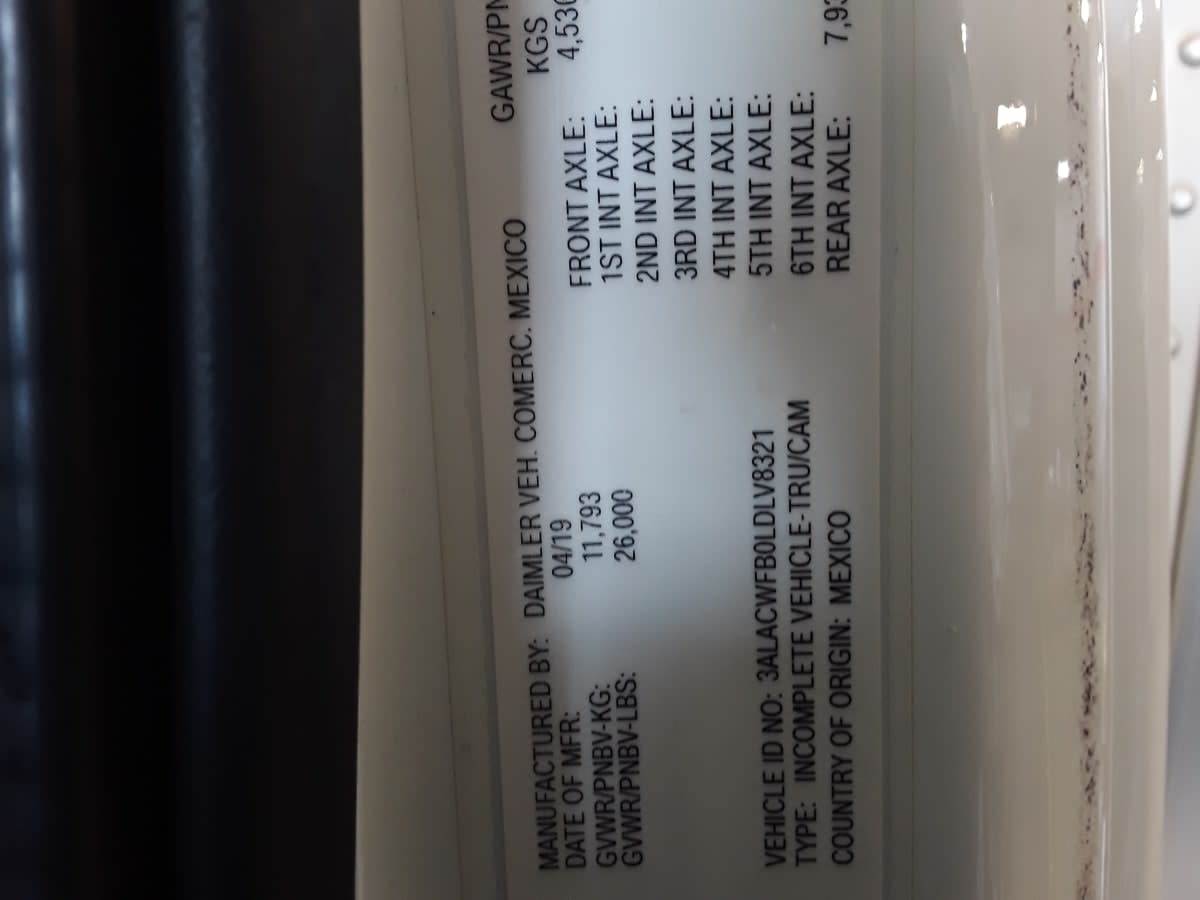 GAWR/PN
MANUFACTURED BY: DAIMLER VEH. COMERC. MEXICO KGS
DATE OF MFR: 04/19 FRONT AXLE: 4,53
GVWR/PNBV-KG: 11,793 1ST INT AXLE:
GVWR/PNBV-LBS: 26,000 2ND INT AXLE:
3RD INT AXLE:
4TH INT AXLE:
5TH INT AXLE:
VEHICLE ID NO: 3ALACWFB0LDLV8321
TYPE: INCOMPLETE VEHICLE-TRU/CAM 6TH INT AXLE:
COUNTRY OF ORIGIN: MEXICO REAR AXLE: 7,93